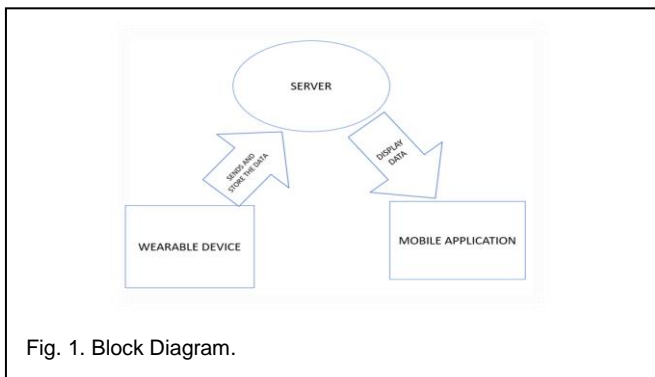 SERVER
SENDS AND
STORE THE DATA
DISPLAY
DATA
WEARABLE DEVICE
MOBILE APPLICATION
Fig. 1. Block Diagram.